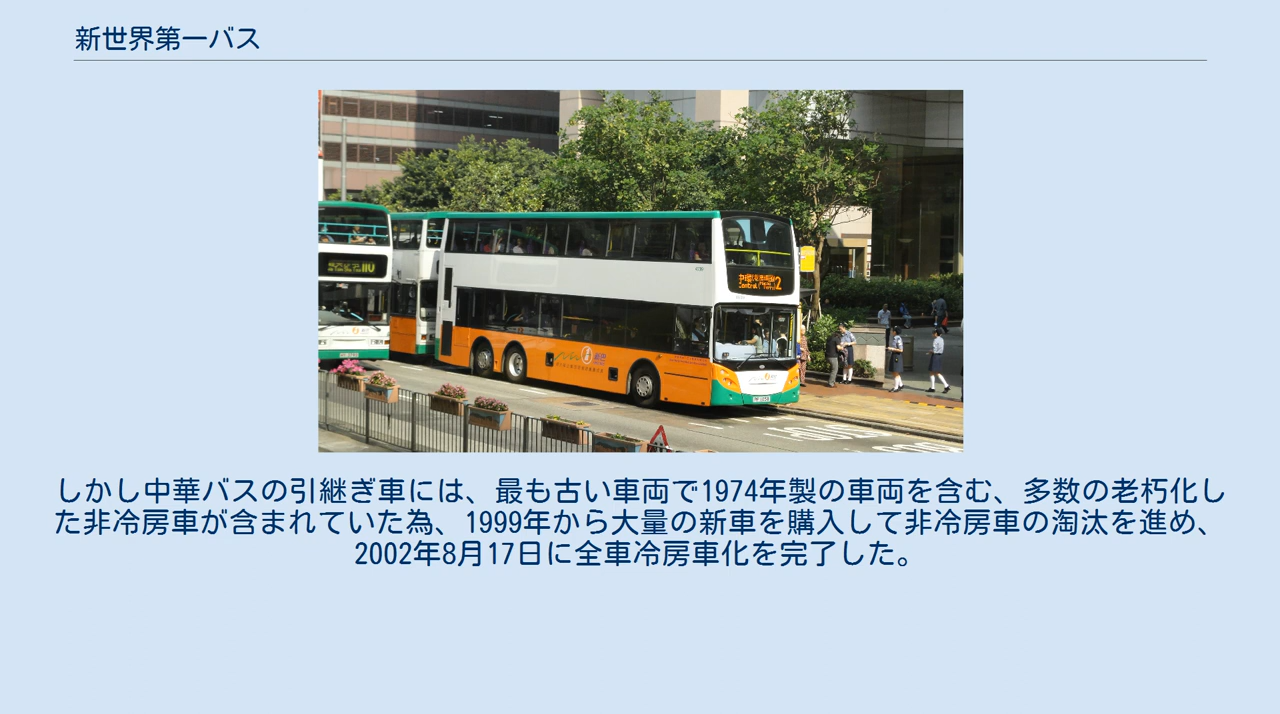 新世界第一バス
110
2
しかし中華バスの引継ぎ車には、最も古い車両で1974年製の車両を含む、多数の老朽化し
た非冷房車が含まれていた為、1999年から大量の新車を購入して非冷房車の淘汰を進め、
2002年8月17日に全車冷房車化を完了した。